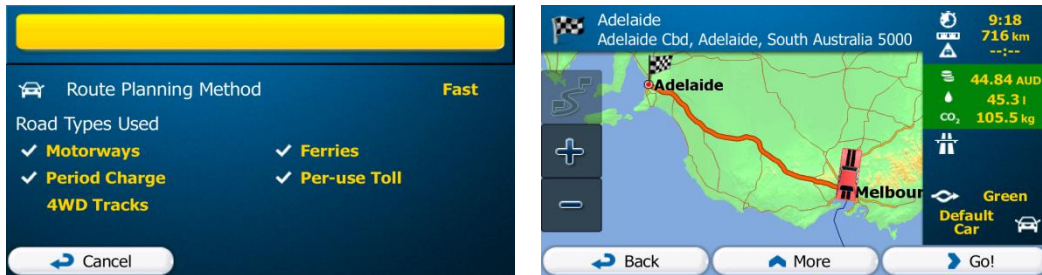 Route Planning Method Fast
Road Types Used
Motorways Ferries
Period Charge Per-use Toll
4WD Tracks
Cancel
Adelaide
Adelaide Cbd, Adelaide, South Australia 5000
9:18
716 km
--:--
44.84 AUD
45.3 l
CO2 105.5 kg
Adelaide
Melbour
Green
Default
Car
Back More Go!